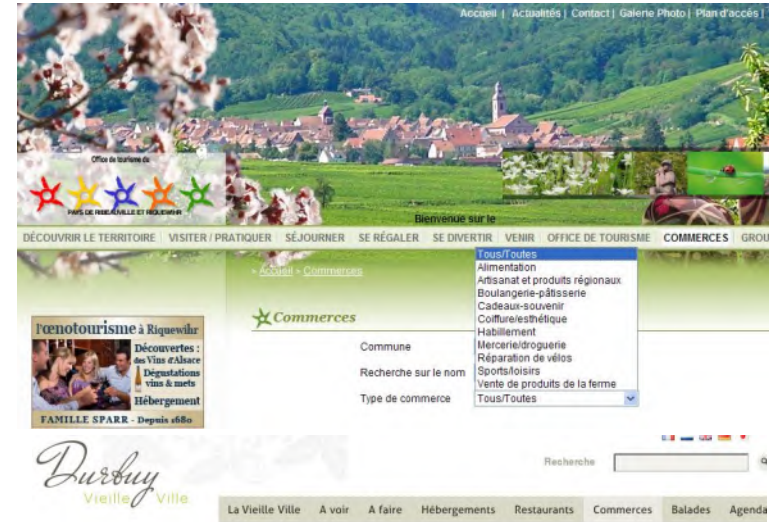 Accueil | Actualités | Contact | Galerie Photo | Plan d'accès |
Office de tourisme du
PAYS DE RIBEAUVILLE ET RIQUEWIHR
Bienvenue sur le
DÉCOUVRIR LE TERRITOIRE | VISITER / PRATIQUER | SÉJOURNER | SE RÉGALER | SE DIVERTIR | VENIR | OFFICE DE TOURISME | COMMERCES | GROU
» Accueil » Commerces
Commerces
Commune
Recherche sur le nom
Type de commerce
Tous/Toutes
Alimentation
Artisanat et produits régionaux
Boulangerie-pâtisserie
Cadeaux-souvenir
Coiffure/esthétique
Habillement
Mercerie/droguerie
Réparation de vélos
Sports/loisirs
Vente de produits de la ferme
Tous/Toutes
l'œnotourisme à Riquewihr
Découvertes :
des Vins d'Alsace
Dégustations
vins & mets
Hébergement
FAMILLE SPARR - Depuis 1680
Durbuy
Vieille Ville
Recherche
La Vieille Ville A voir A faire Hébergements Restaurants Commerces Balades Agenda